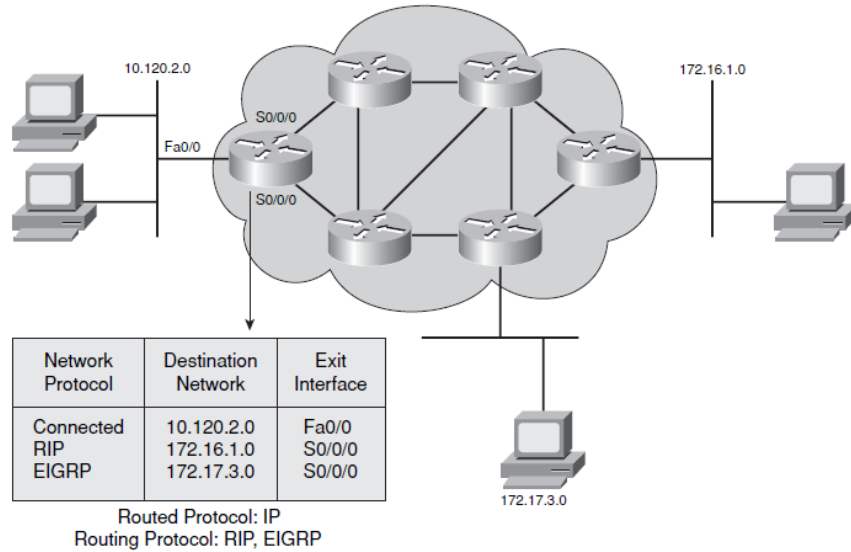 10.120.2.0
172.16.1.0
S0/0/0
Fa0/0
S0/0/0
Network Protocol Destination Network Exit Interface
Connected 10.120.2.0 Fa0/0
RIP 172.16.1.0 S0/0/0
EIGRP 172.17.3.0 S0/0/0
172.17.3.0
Routed Protocol: IP
Routing Protocol: RIP, EIGRP